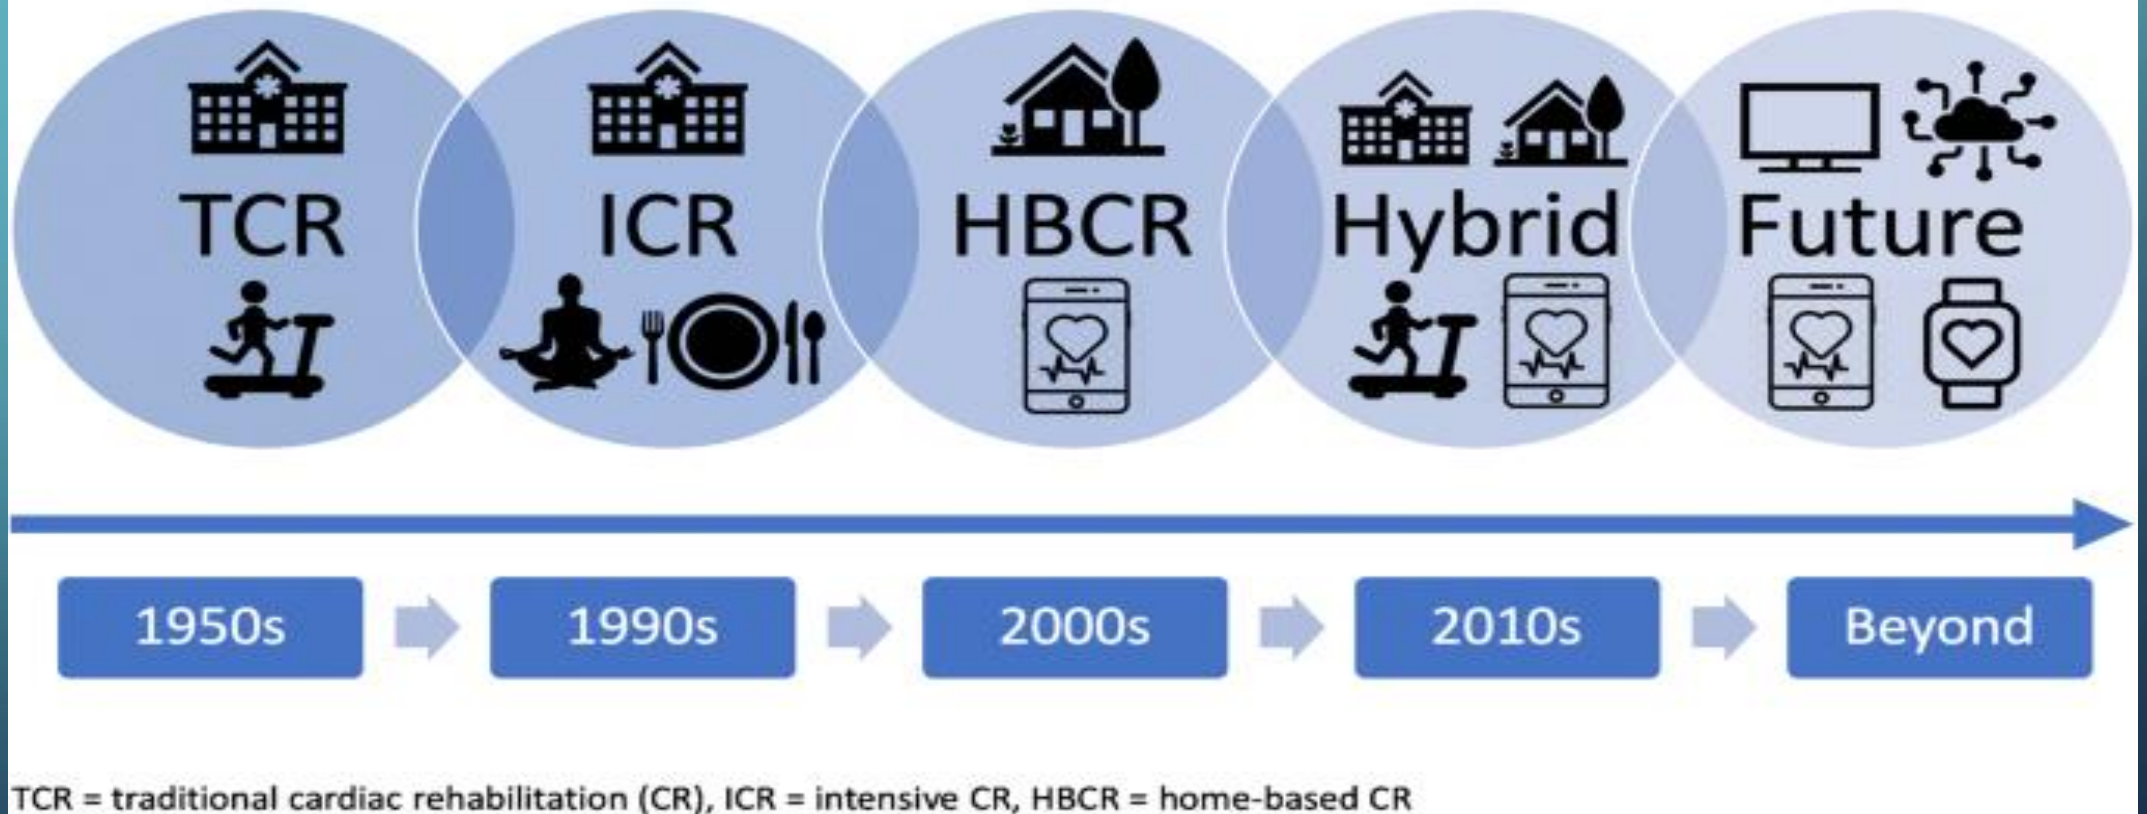 TCR ICR HBCR Hybrid Future
1950s 1990s 2000s 2010s Beyond
TCR = traditional cardiac rehabilitation (CR), ICR = intensive CR, HBCR = home-based CR